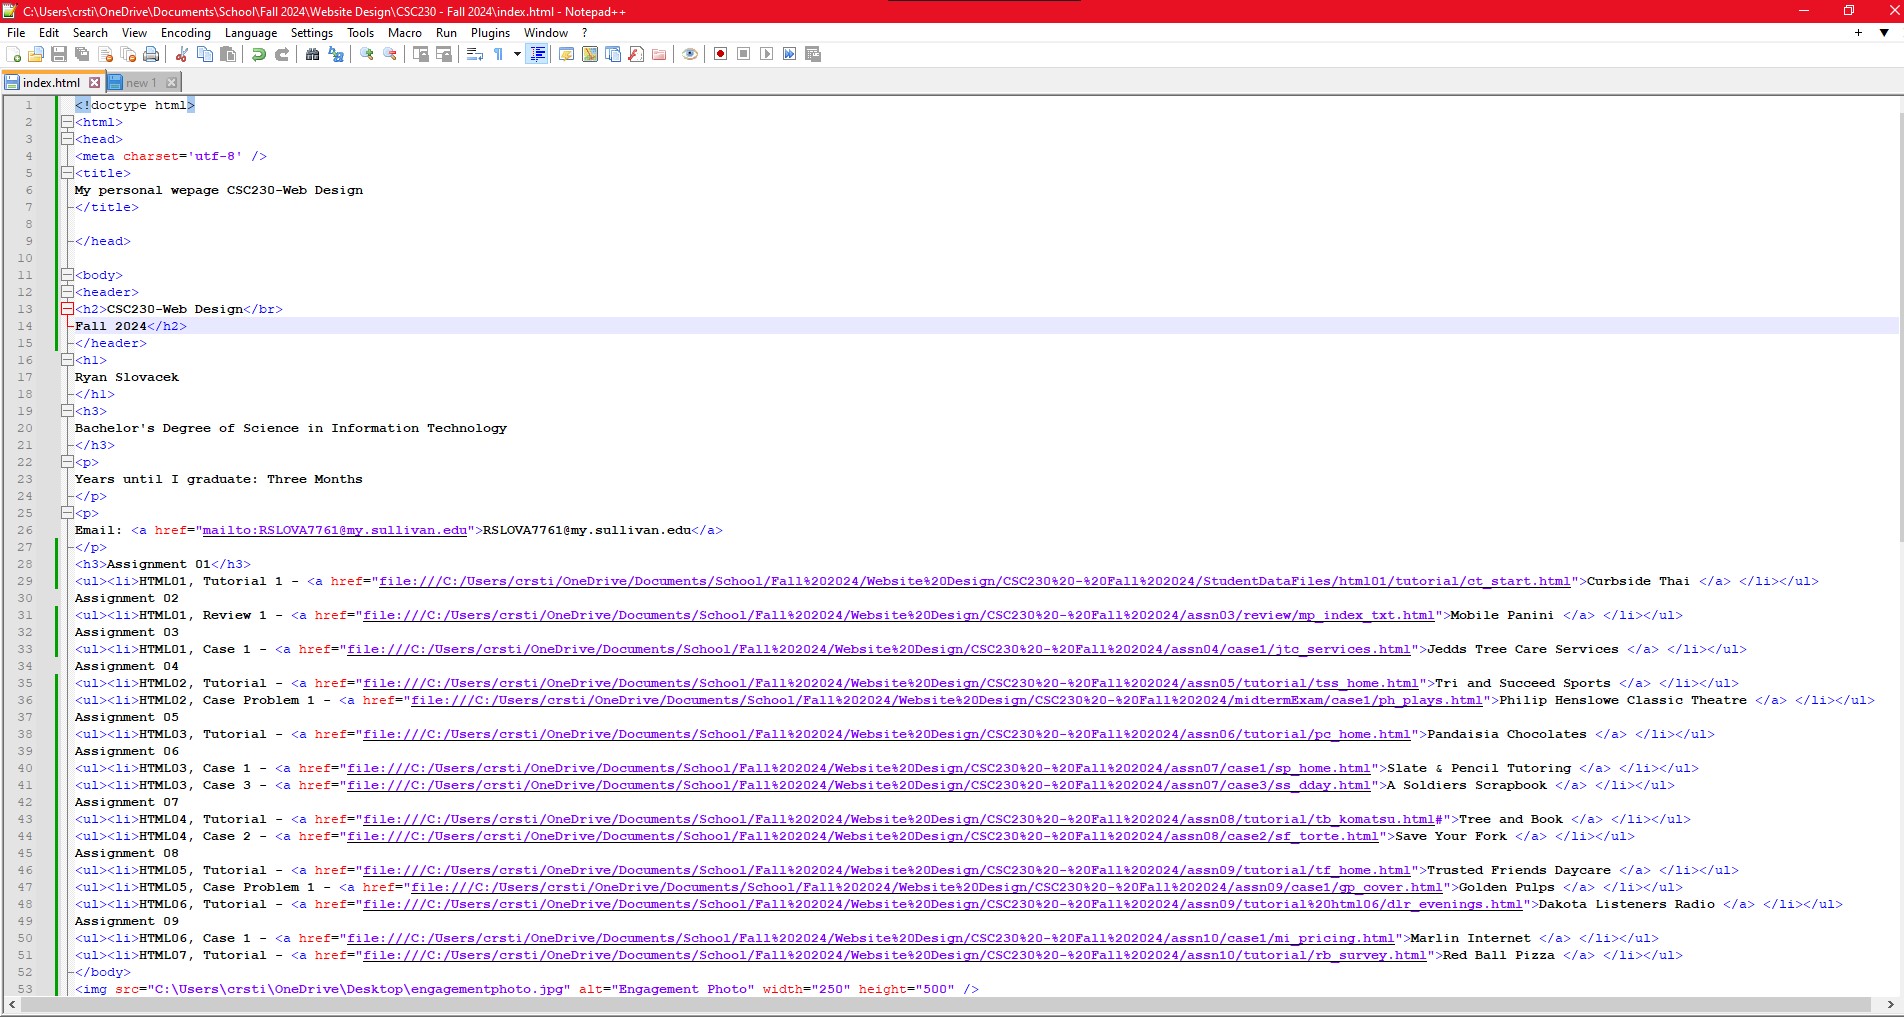 C:\Users\crsti\OneDrive\Documents\School\Fall 2024\Website Design\CSC230 - Fall 2024\index.html - Notepad++
File Edit Search View Encoding Language Settings Tools Macro Run Plugins Window ?
index.html new 1
1 <!doctype html>
2 <html>
3 <head>
4 <meta charset='utf-8' />
5 <title>
6 My personal wepage CSC230-Web Design
7 </title>
8
9 </head>
10
11 <body>
12 <header>
13 <h2>CSC230-Web Design</br>
14 Fall 2024</h2>
15 </header>
16 <h1>
17 Ryan Slovacek
18 </h1>
19 <h3>
20 Bachelor's Degree of Science in Information Technology
21 </h3>
22 <p>
23 Years until I graduate: Three Months
24 </p>
25 <p>
26 Email: <a href="mailto:RSLOVA7761@my.sullivan.edu">RSLOVA7761@my.sullivan.edu</a>
27 </p>
28 <h3>Assignment 01</h3>
29 <ul><li>HTML01, Tutorial 1 - <a href="file:///C:/Users/crsti/OneDrive/Documents/School/Fall%202024/Website%20Design/CSC230%20-%20Fall%202024/StudentDataFiles/html01/tutorial/ct_start.html">Curbside Thai </a> </li></ul>
30 Assignment 02
31 <ul><li>HTML01, Review 1 - <a href="file:///C:/Users/crsti/OneDrive/Documents/School/Fall%202024/Website%20Design/CSC230%20-%20Fall%202024/assn03/review/mp_index_txt.html">Mobile Panini </a> </li></ul>
32 Assignment 03
33 <ul><li>HTML01, Case 1 - <a href="file:///C:/Users/crsti/OneDrive/Documents/School/Fall%202024/Website%20Design/CSC230%20-%20Fall%202024/assn04/case1/jtc_services.html">Jedds Tree Care Services </a> </li></ul>
34 Assignment 04
35 <ul><li>HTML02, Tutorial - <a href="file:///C:/Users/crsti/OneDrive/Documents/School/Fall%202024/Website%20Design/CSC230%20-%20Fall%202024/assn05/tutorial/tss_home.html">Tri and Succeed Sports </a> </li></ul>
36 <ul><li>HTML02, Case Problem 1 - <a href="file:///C:/Users/crsti/OneDrive/Documents/School/Fall%202024/Website%20Design/CSC230%20-%20Fall%202024/midtermExam/case1/ph_plays.html">Philip Henslowe Classic Theatre </a> </li></ul>
37 Assignment 05
38 <ul><li>HTML03, Tutorial - <a href="file:///C:/Users/crsti/OneDrive/Documents/School/Fall%202024/Website%20Design/CSC230%20-%20Fall%202024/assn06/tutorial/pc_home.html">Pandaisia Chocolates </a> </li></ul>
39 Assignment 06
40 <ul><li>HTML03, Case 1 - <a href="file:///C:/Users/crsti/OneDrive/Documents/School/Fall%202024/Website%20Design/CSC230%20-%20Fall%202024/assn07/case1/sp_home.html">Slate & Pencil Tutoring </a> </li></ul>
41 <ul><li>HTML03, Case 3 - <a href="file:///C:/Users/crsti/OneDrive/Documents/School/Fall%202024/Website%20Design/CSC230%20-%20Fall%202024/assn07/case3/ss_dday.html">A Soldiers Scrapbook </a> </li></ul>
42 Assignment 07
43 <ul><li>HTML04, Tutorial - <a href="file:///C:/Users/crsti/OneDrive/Documents/School/Fall%202024/Website%20Design/CSC230%20-%20Fall%202024/assn08/tutorial/tb_komatsu.html#">Tree and Book </a> </li></ul>
44 <ul><li>HTML04, Case 2 - <a href="file:///C:/Users/crsti/OneDrive/Documents/School/Fall%202024/Website%20Design/CSC230%20-%20Fall%202024/assn08/case2/sf_torte.html">Save Your Fork </a> </li></ul>
45 Assignment 08
46 <ul><li>HTML05, Tutorial - <a href="file:///C:/Users/crsti/OneDrive/Documents/School/Fall%202024/Website%20Design/CSC230%20-%20Fall%202024/assn09/tutorial/tf_home.html">Trusted Friends Daycare </a> </li></ul>
47 <ul><li>HTML05, Case Problem 1 - <a href="file:///C:/Users/crsti/OneDrive/Documents/School/Fall%202024/Website%20Design/CSC230%20-%20Fall%202024/assn09/case1/gp_cover.html">Golden Pulps </a> </li></ul>
48 <ul><li>HTML06, Tutorial - <a href="file:///C:/Users/crsti/OneDrive/Documents/School/Fall%202024/Website%20Design/CSC230%20-%20Fall%202024/assn09/tutorial%20html06/dlr_evenings.html">Dakota Listeners Radio </a> </li></ul>
49 Assignment 09
50 <ul><li>HTML06, Case 1 - <a href="file:///C:/Users/crsti/OneDrive/Documents/School/Fall%202024/Website%20Design/CSC230%20-%20Fall%202024/assn10/case1/mi_pricing.html">Marlin Internet </a> </li></ul>
51 <ul><li>HTML07, Tutorial - <a href="file:///C:/Users/crsti/OneDrive/Documents/School/Fall%202024/Website%20Design/CSC230%20-%20Fall%202024/assn10/tutorial/rb_survey.html">Red Ball Pizza </a> </li></ul>
52 </body>
53 <img src="C:\Users\crsti\OneDrive\Desktop\engagementphoto.jpg" alt="Engagement Photo" width="250" height="500" />